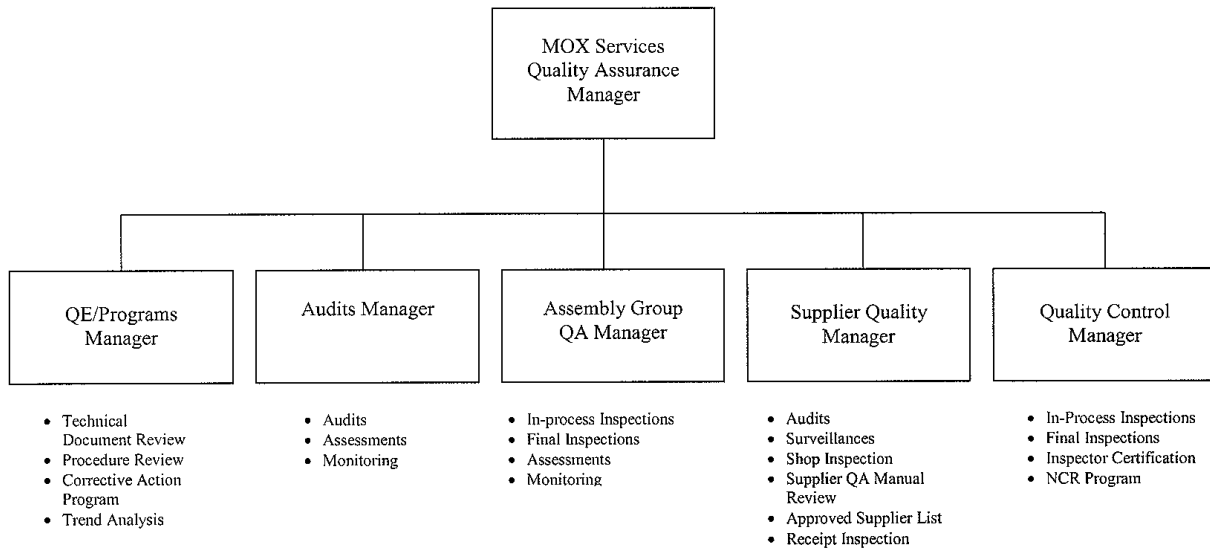 MOX Services
Quality Assurance
Manager
QE/Programs
Manager
Audits Manager
Assembly Group
QA Manager
Supplier Quality
Manager
Quality Control
Manager
• Technical
Document Review
• Procedure Review
• Corrective Action
Program
• Trend Analysis
• Audits
• Assessments
• Monitoring
• In-process Inspections
• Final Inspections
• Assessments
• Monitoring
• Audits
• Surveillances
• Shop Inspection
• Supplier QA Manual
Review
• Approved Supplier List
• Receipt Inspection
• In-Process Inspections
• Final Inspections
• Inspector Certification
• NCR Program